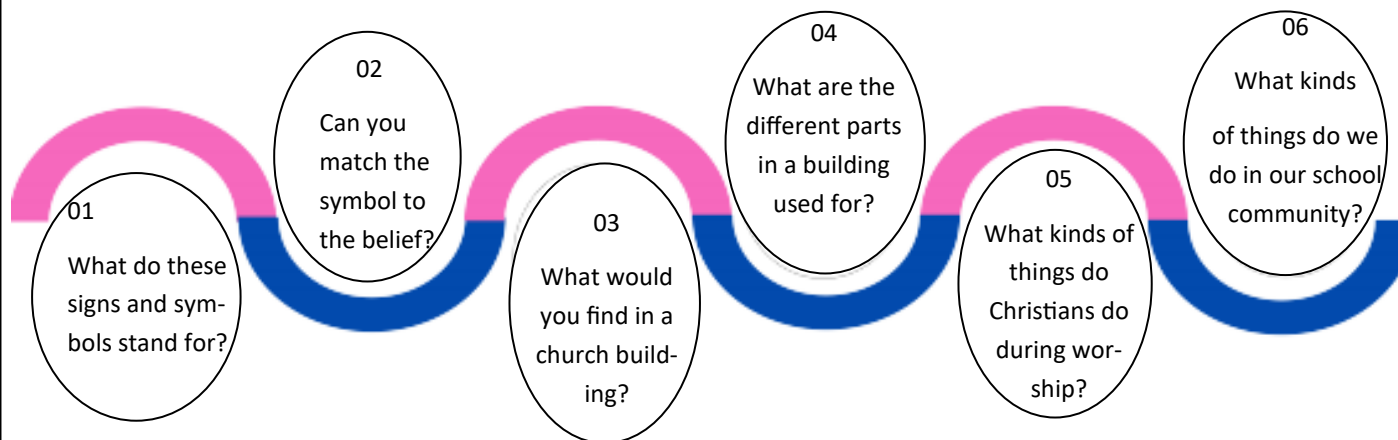 01
What do these
signs and sym-
bols stand for?
02
Can you
match the
symbol to
the belief?
03
What would
you find in a
church build-
ing?
04
What are the
different parts
in a building
used for?
05
What kinds of
things do
Christians do
during wor-
ship?
06
What kinds
of things do we
do in our school
community?